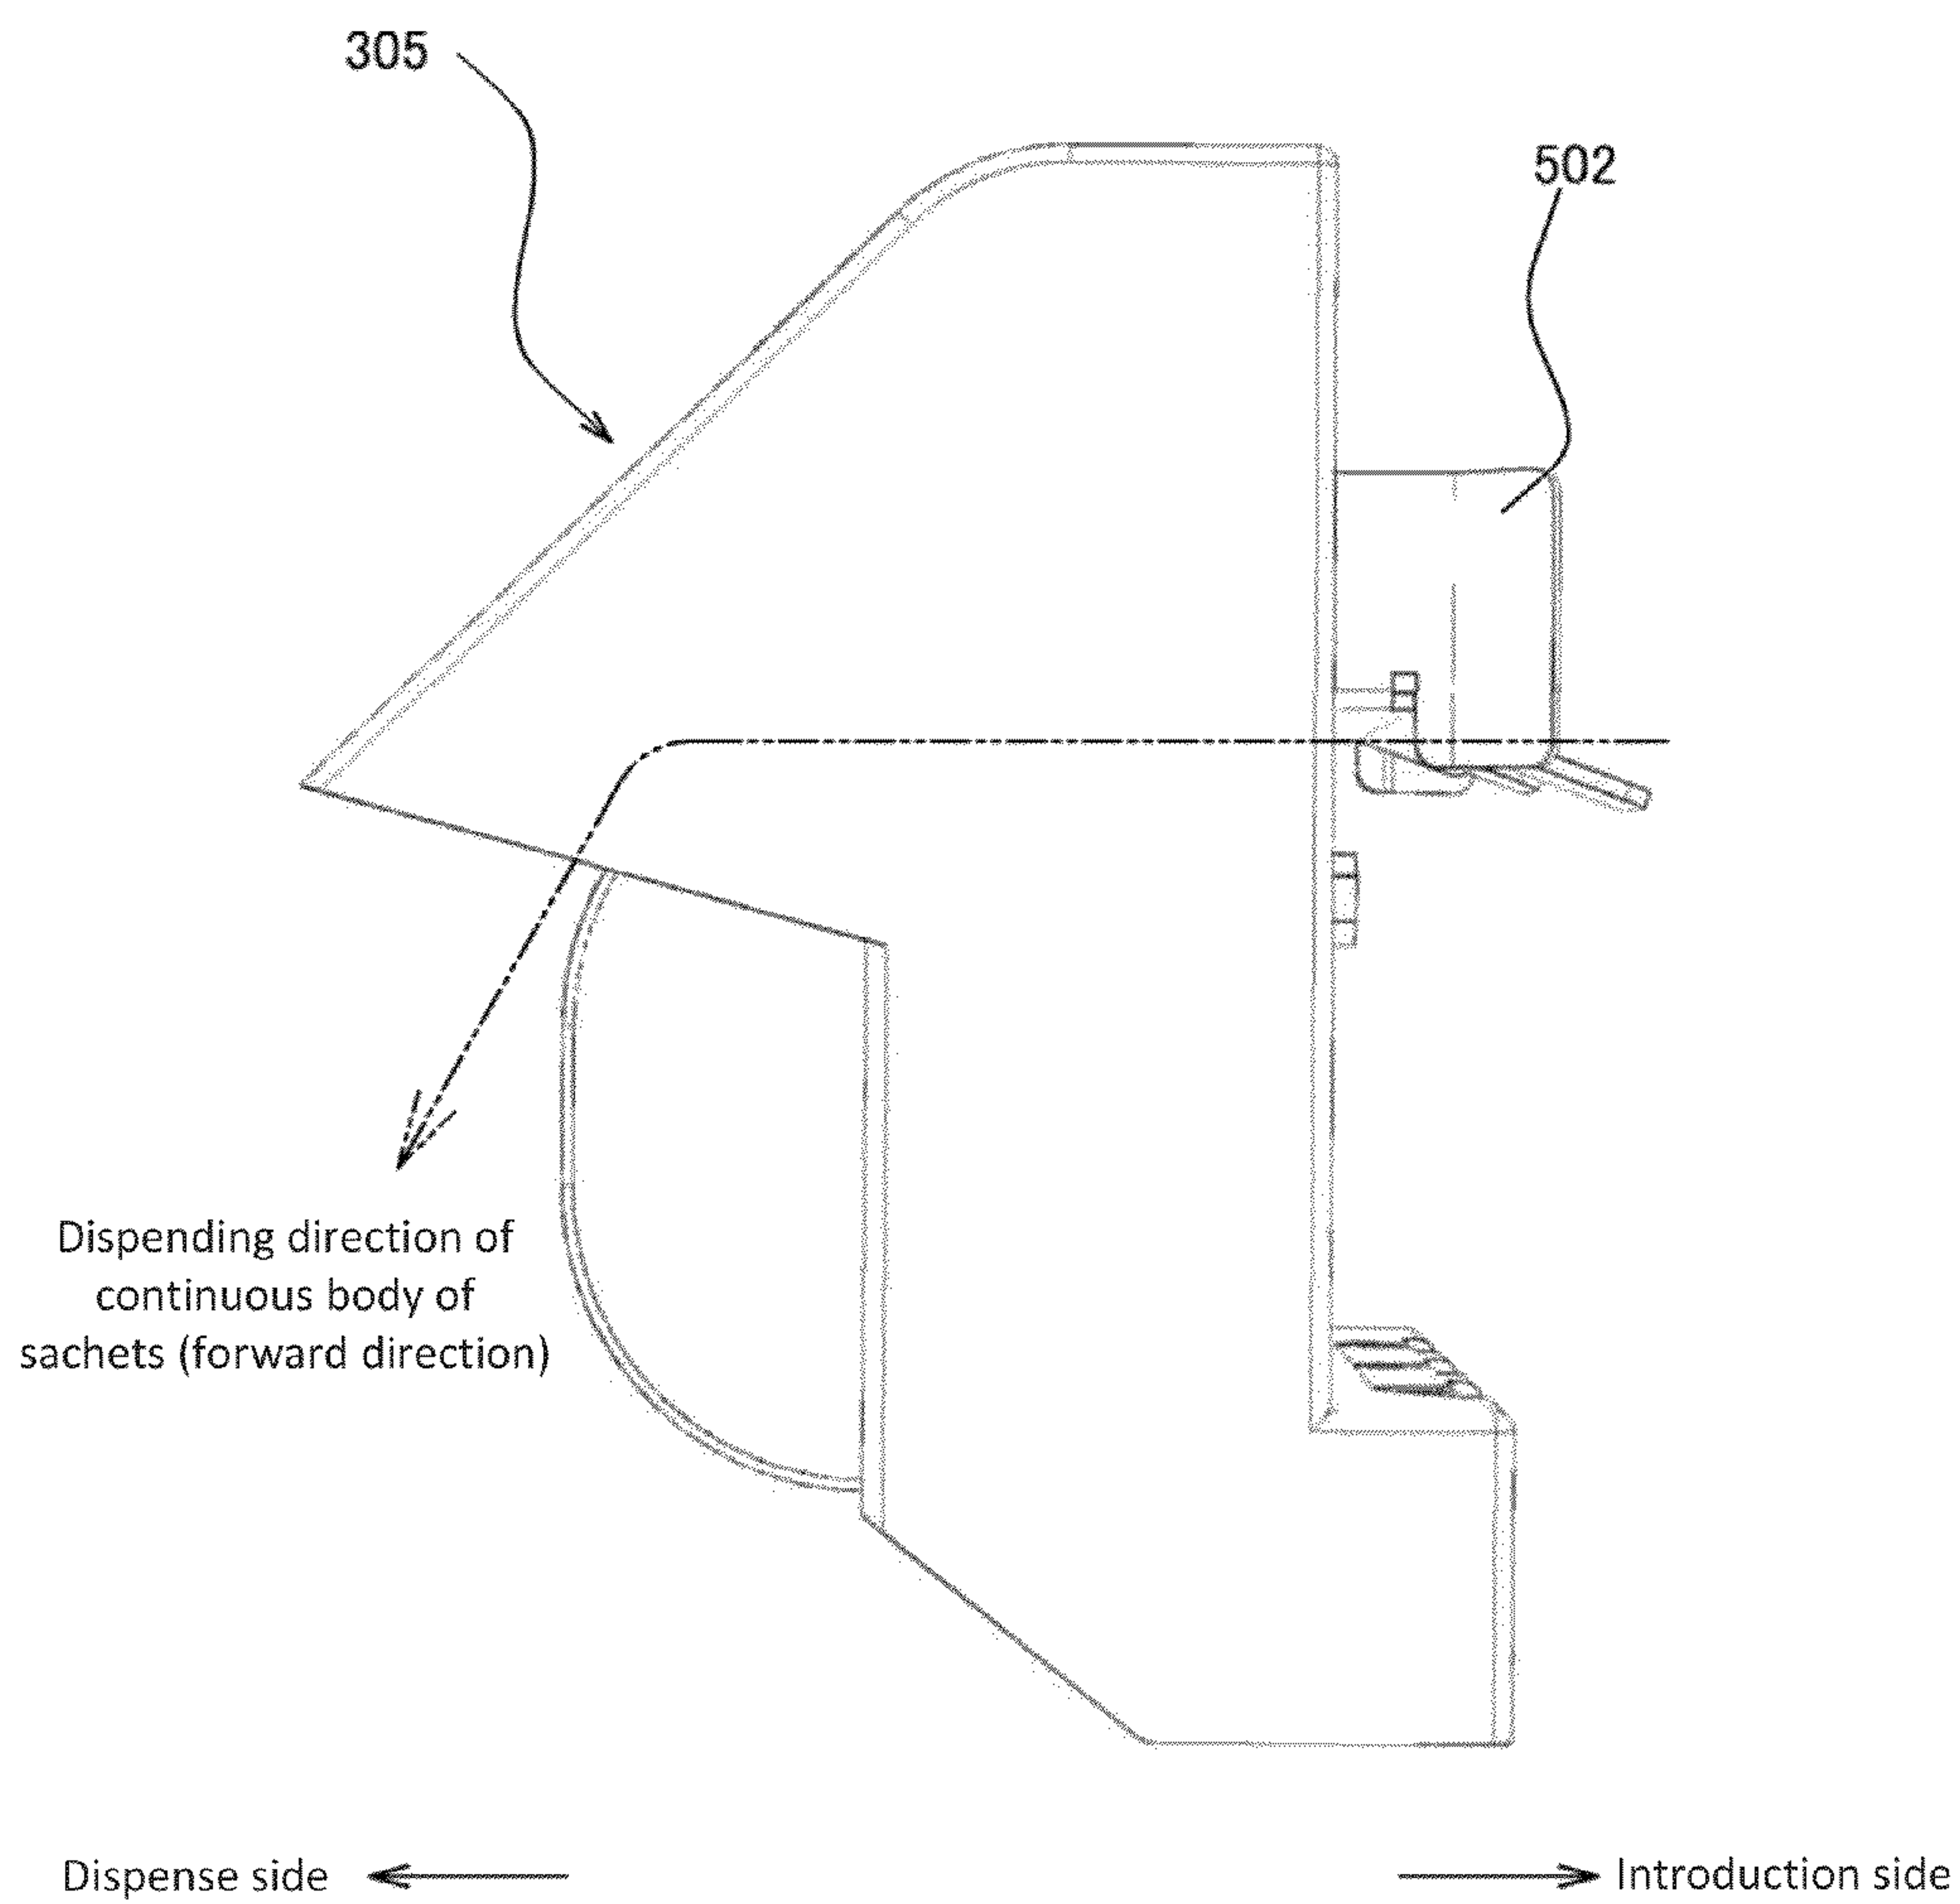 305
502
Dispending direction of
continuous body of
sachets (forward direction)
Dispense side
Introduction side